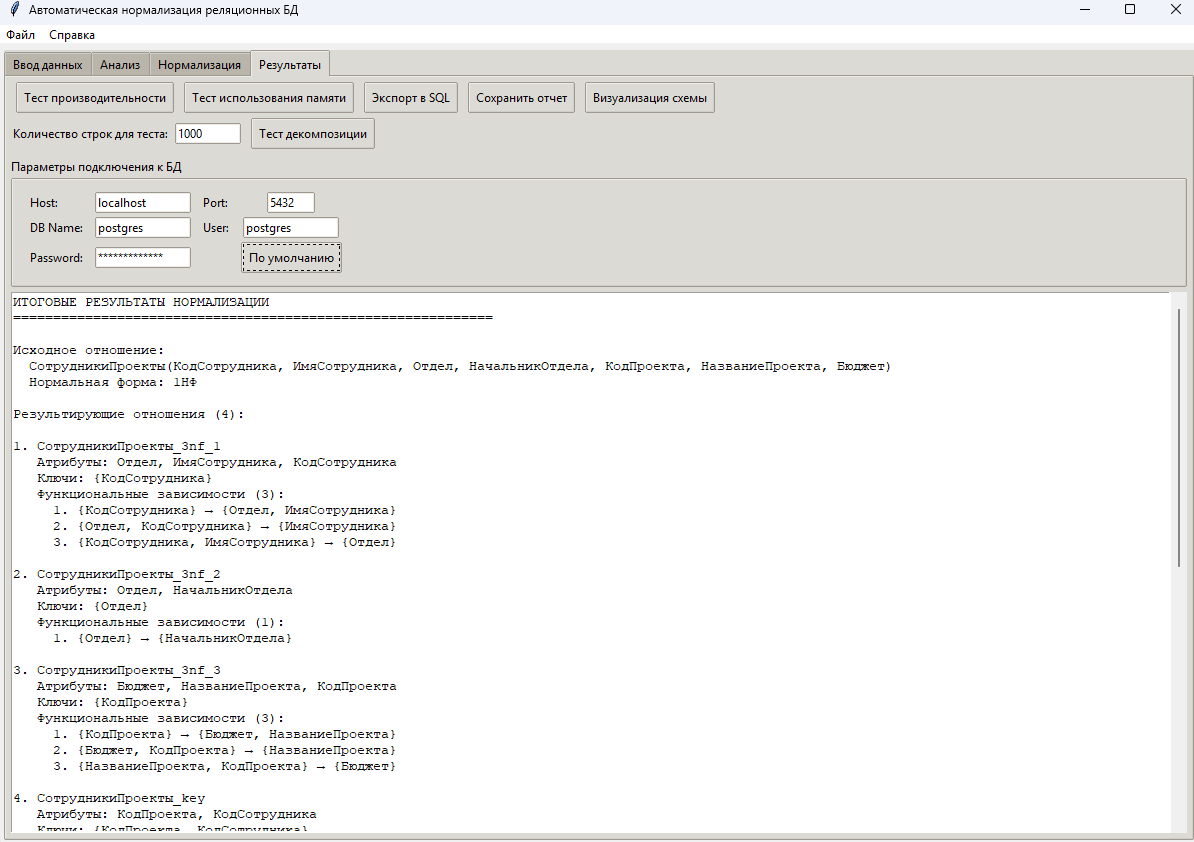 Автоматическая нормализация реляционных БД
Файл Справка
Ввод данных Анализ Нормализация Результаты
Тест производительности Тест использования памяти Экспорт в SQL Сохранить отчет Визуализация схемы
Количество строк для теста: 1000 Тест декомпозиции
Параметры подключения к БД
Host: localhost Port: 5432
DB Name: postgres User: postgres
Password: ************* По умолчанию
ИТОГОВЫЕ РЕЗУЛЬТАТЫ НОРМАЛИЗАЦИИ
============================================================
Исходное отношение:
СотрудникиПроекты(КодСотрудника, ИмяСотрудника, Отдел, НачальникОтдела, КодПроекта, НазваниеПроекта, Бюджет)
Нормальная форма: 1НФ
Результирующие отношения (4):
1. СотрудникиПроекты_3nf_1
Атрибуты: Отдел, ИмяСотрудника, КодСотрудника
Ключи: {КодСотрудника}
Функциональные зависимости (3):
1. {КодСотрудника} → {Отдел, ИмяСотрудника}
2. {Отдел, КодСотрудника} → {ИмяСотрудника}
3. {КодСотрудника, ИмяСотрудника} → {Отдел}
2. СотрудникиПроекты_3nf_2
Атрибуты: Отдел, НачальникОтдела
Ключи: {Отдел}
Функциональные зависимости (1):
1. {Отдел} → {НачальникОтдела}
3. СотрудникиПроекты_3nf_3
Атрибуты: Бюджет, НазваниеПроекта, КодПроекта
Ключи: {КодПроекта}
Функциональные зависимости (3):
1. {КодПроекта} → {Бюджет, НазваниеПроекта}
2. {Бюджет, КодПроекта} → {НазваниеПроекта}
3. {НазваниеПроекта, КодПроекта} → {Бюджет}
4. СотрудникиПроекты_key
Атрибуты: КодПроекта, КодСотрудника
Ключи: {КодПроекта, КодСотрудника}